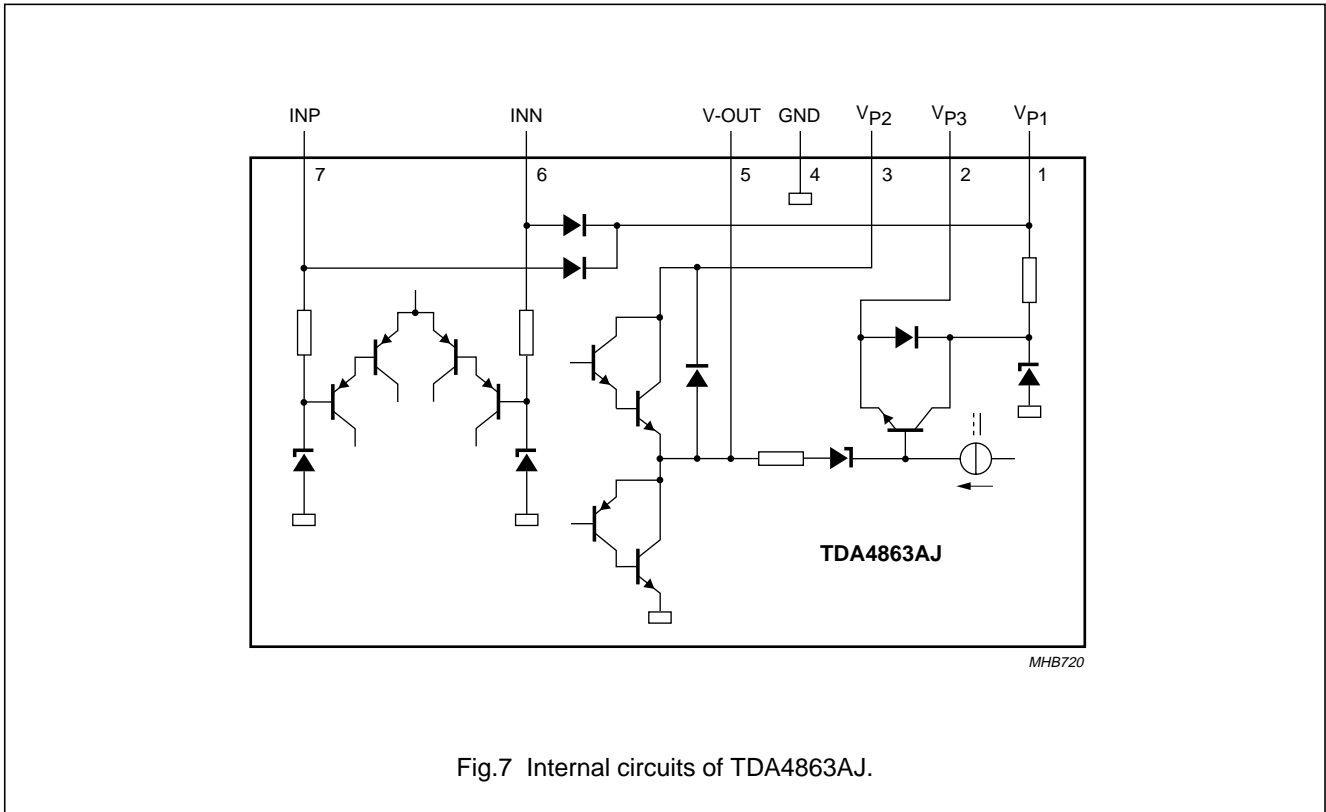 INP INN V-OUT GND VP2 VP3 VP1
7 6 5 4 3 2 1
TDA4863AJ
MHB720
Fig.7 Internal circuits of TDA4863AJ.